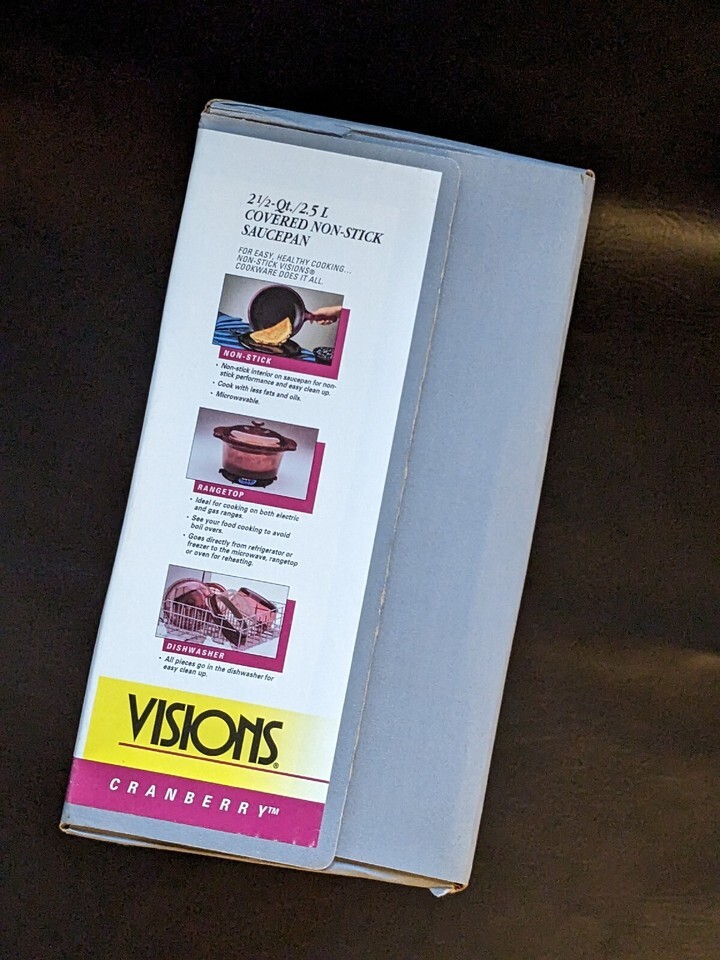 2 1/2-Qt./2.5 L
COVERED NON-STICK
SAUCEPAN
FOR EASY, HEALTHY COOKING...
NON-STICK VISIONS®
COOKWARE DOES IT ALL.
NON-STICK
• Non-stick interior on saucepan for non-
stick performance and easy clean up.
• Cook with less fats and oils.
• Microwavable.
RANGETOP
• Ideal for cooking on both electric
and gas ranges.
• See your food cooking to avoid
boil overs.
• Goes directly from refrigerator or
freezer to the microwave, rangetop
or oven for reheating.
DISHWASHER
• All pieces go in the dishwasher for
easy clean up.
VISIONS®
CRANBERRY™